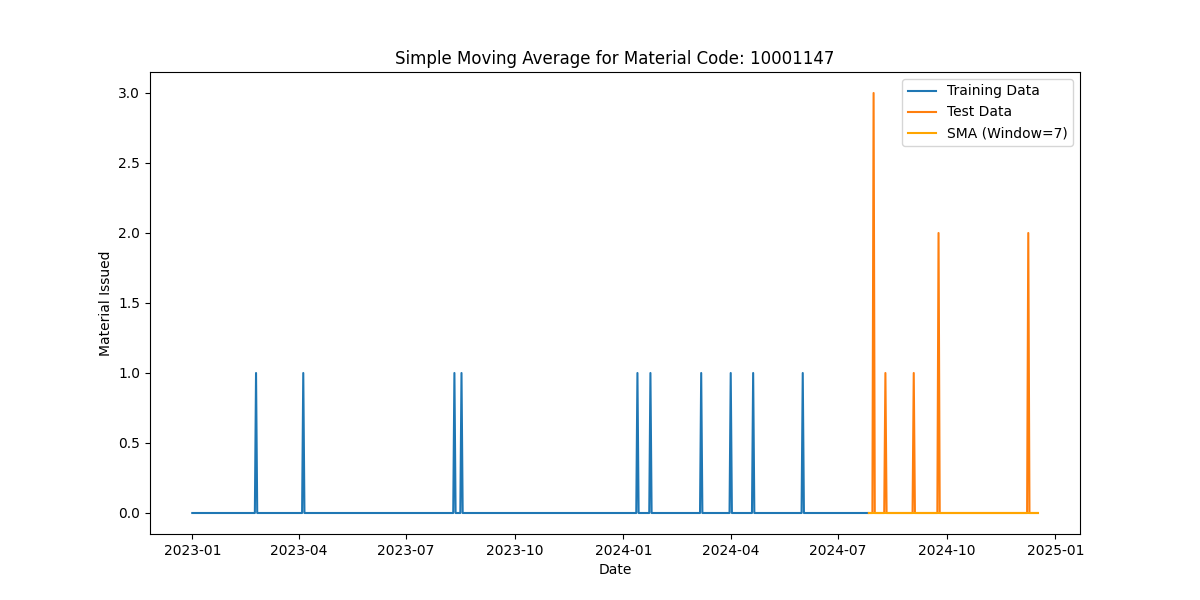 Simple Moving Average for Material Code: 10001147
Training Data
Test Data
SMA (Window=7)
3.0
2.5
2.0
1.5
1.0
0.5
0.0
Material Issued
2023-01 2023-04 2023-07 2023-10 2024-01 2024-04 2024-07 2024-10 2025-01
Date